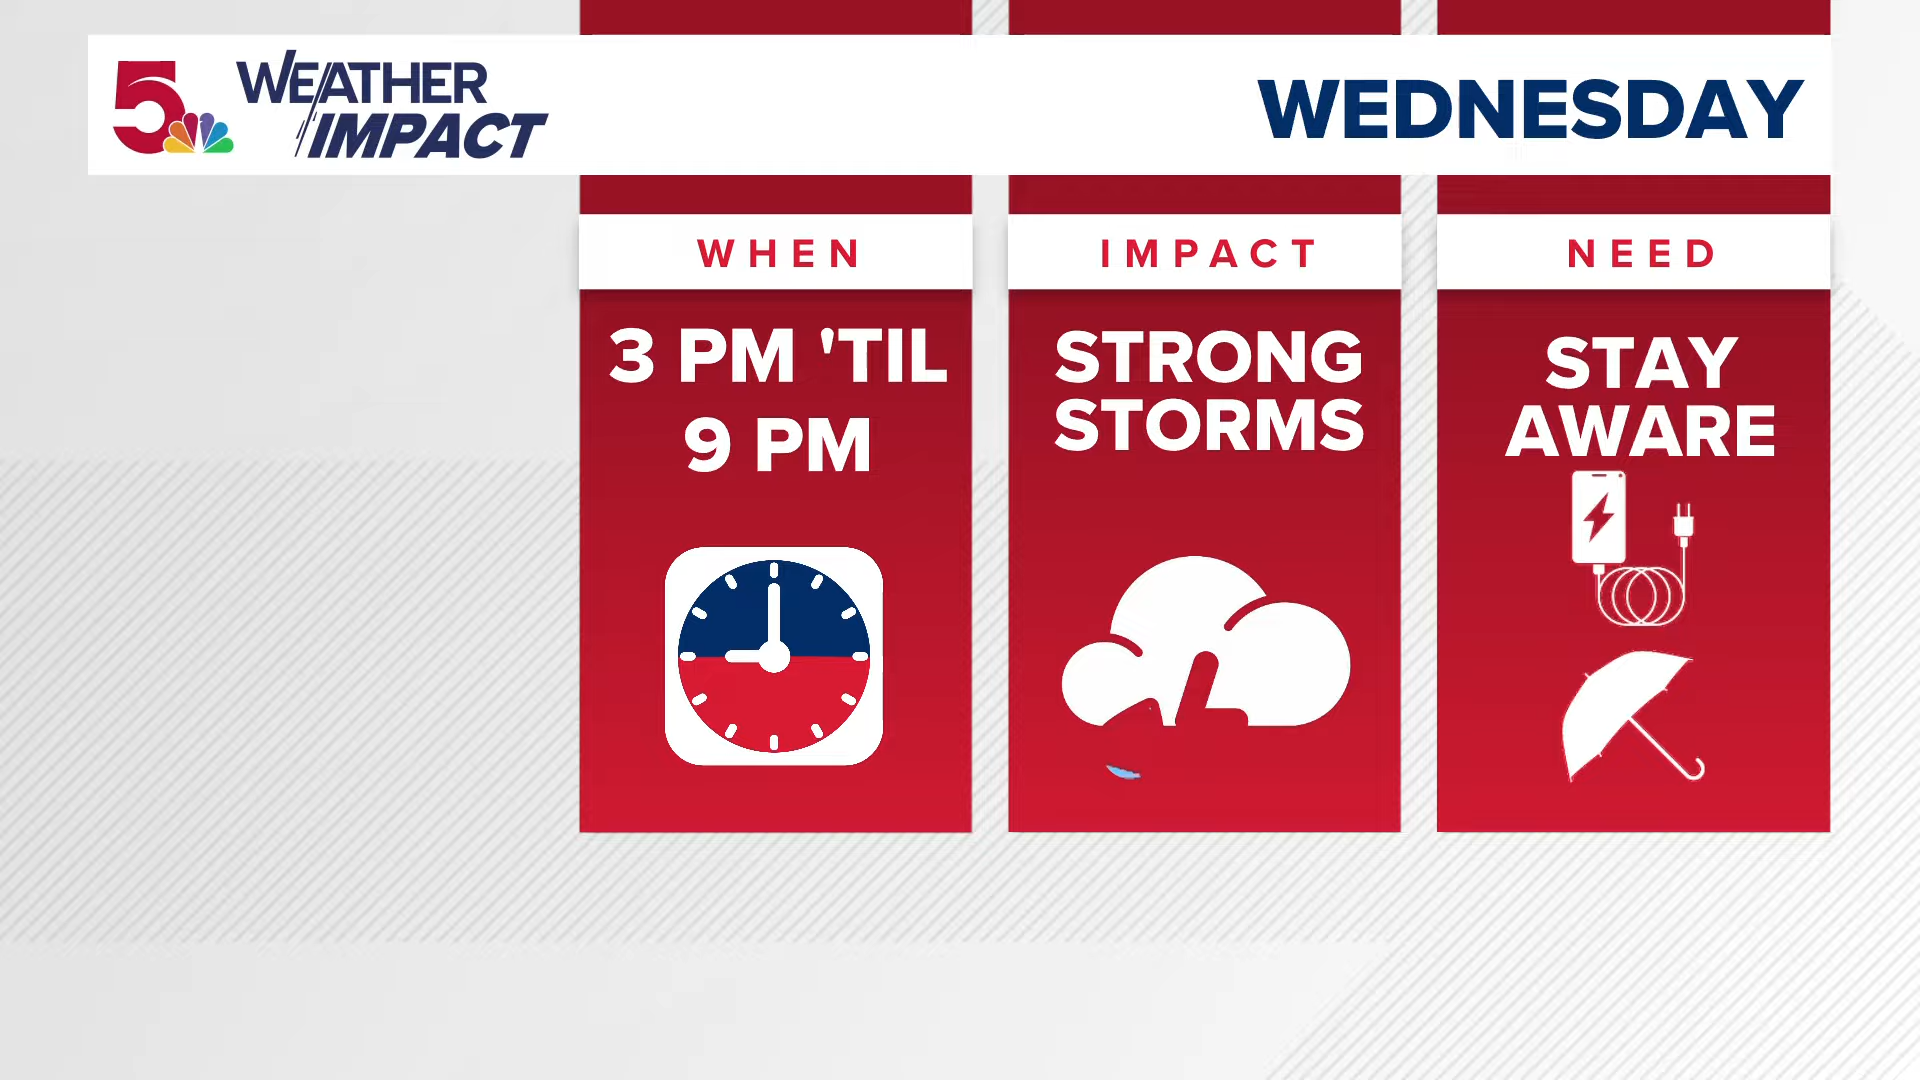 5 WEATHER
IMPACT
WEDNESDAY
WHEN
3 PM 'TIL
9 PM
IMPACT
STRONG
STORMS
NEED
STAY
AWARE